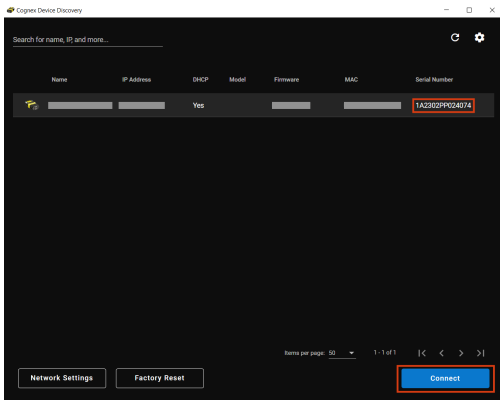 Cognex Device Discovery
Search for name, IP, and more...
Name IP Address DHCP Model Firmware MAC Serial Number
Yes 1A2302PP024074
Items per page: 50 1 - 1 of 1
Network Settings Factory Reset Connect